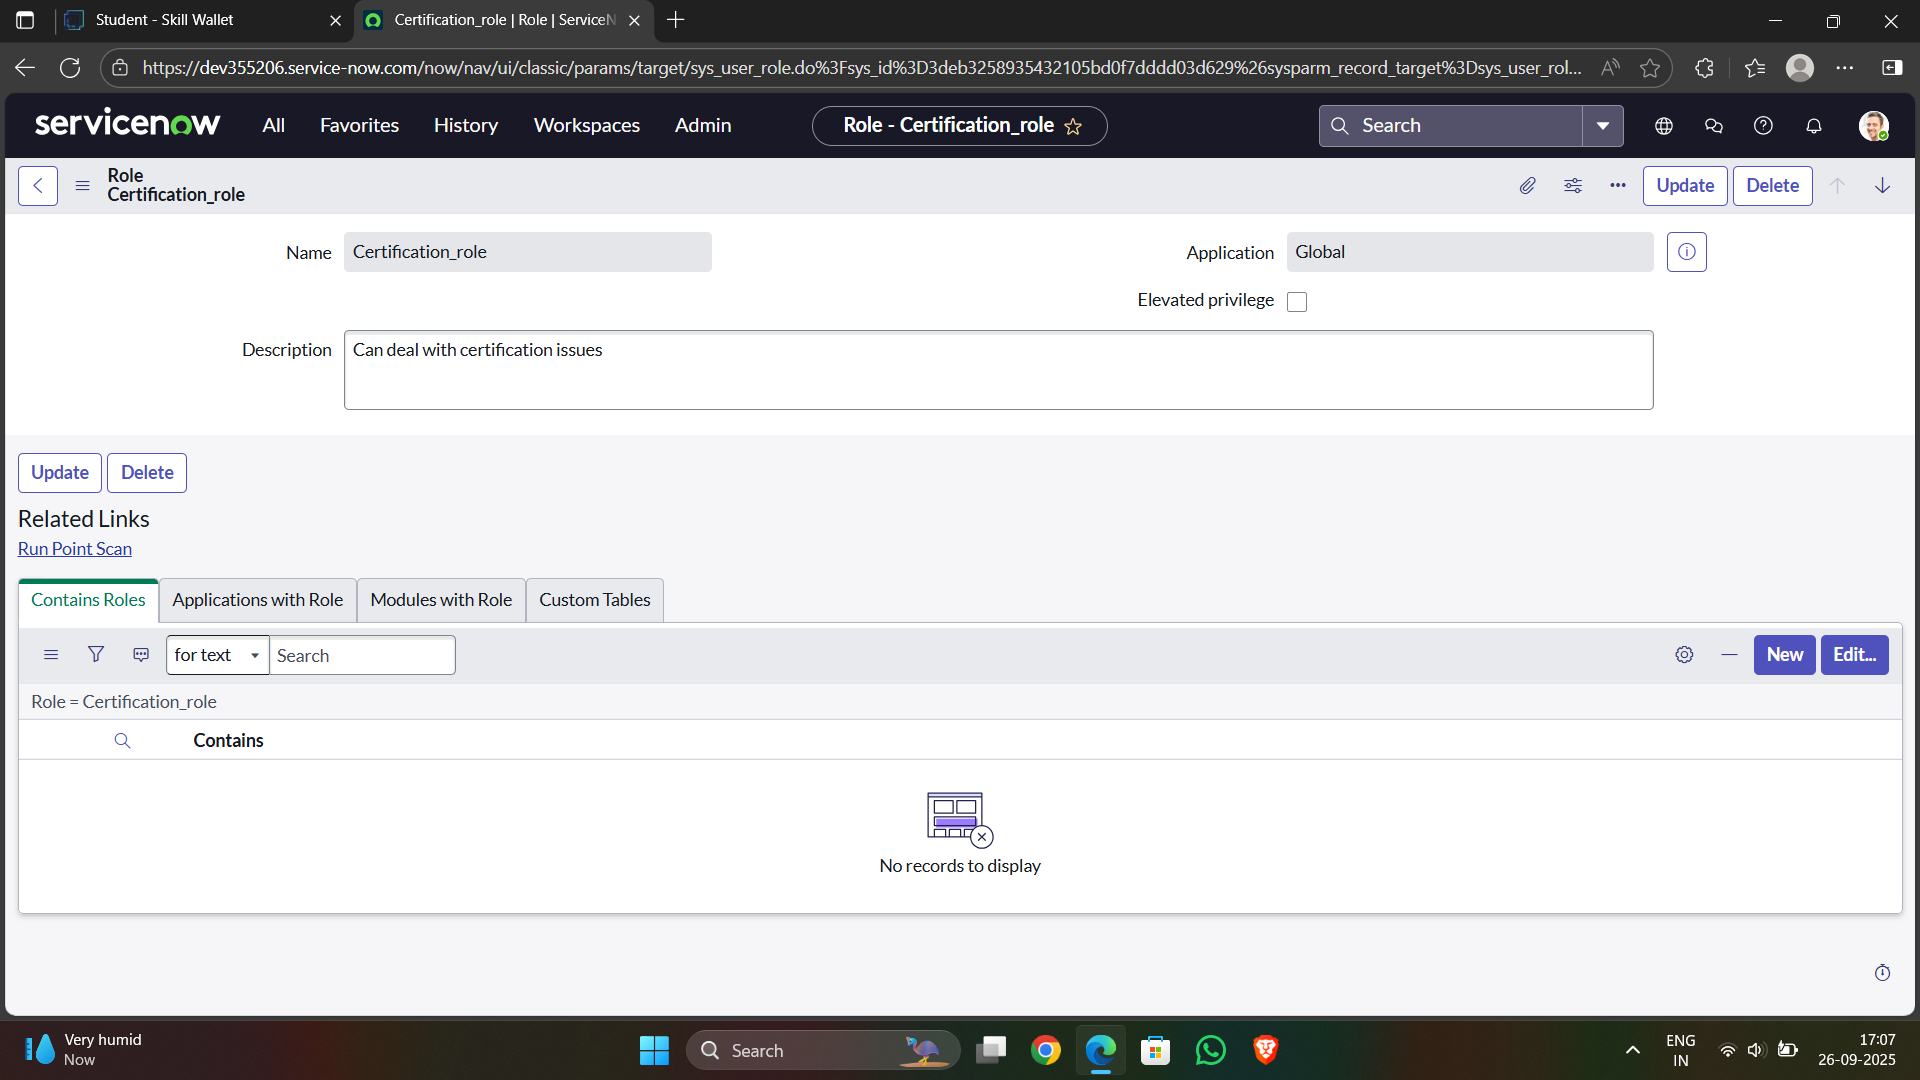 Student - Skill Wallet
Certification_role | Role | ServiceN
https://dev355206.service-now.com/now/nav/ui/classic/params/target/sys_user_role.do%3Fsys_id%3D3deb3258935432105bd0f7dddd03d629%26sysparm_record_target%3Dsys_user_rol...
servicenow
All
Favorites
History
Workspaces
Admin
Role - Certification_role
Search
Role
Certification_role
Update
Delete
Name
Certification_role
Application
Global
Elevated privilege
Description
Can deal with certification issues
Update
Delete
Related Links
Run Point Scan
Contains Roles
Applications with Role
Modules with Role
Custom Tables
for text
Search
New
Edit...
Role = Certification_role
Contains
No records to display
Very humid
Now
Search
ENG
IN
17:07
26-09-2025